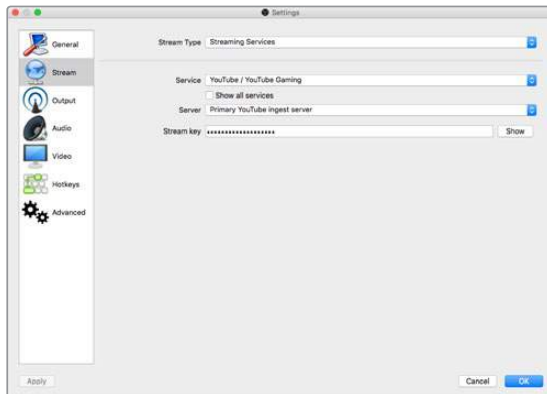 Settings
General
Stream
Output
Audio
Video
Hotkeys
Advanced
Stream Type Streaming Services
Service YouTube / YouTube Gaming
Show all services
Server Primary YouTube ingest server
Stream key ••••••••••••••••••• Show
Apply Cancel OK